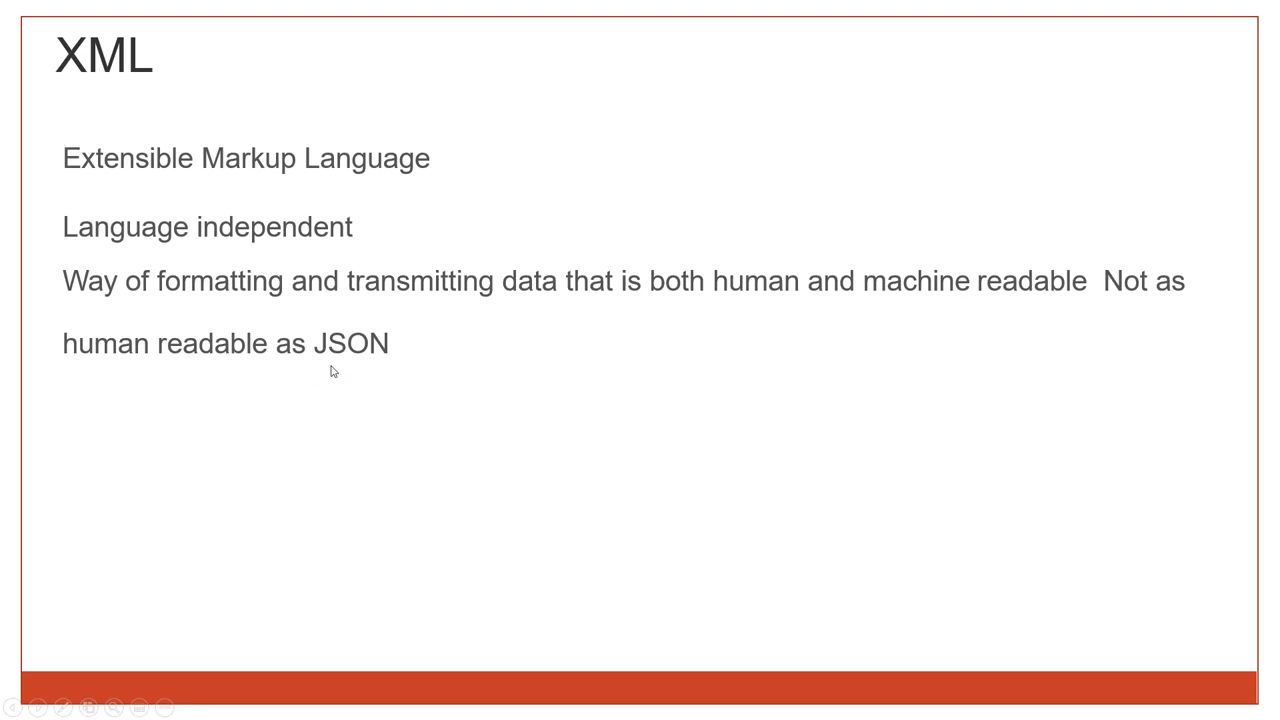 XML
Extensible Markup Language
Language independent
Way of formatting and transmitting data that is both human and machine readable  Not as
human readable as JSON